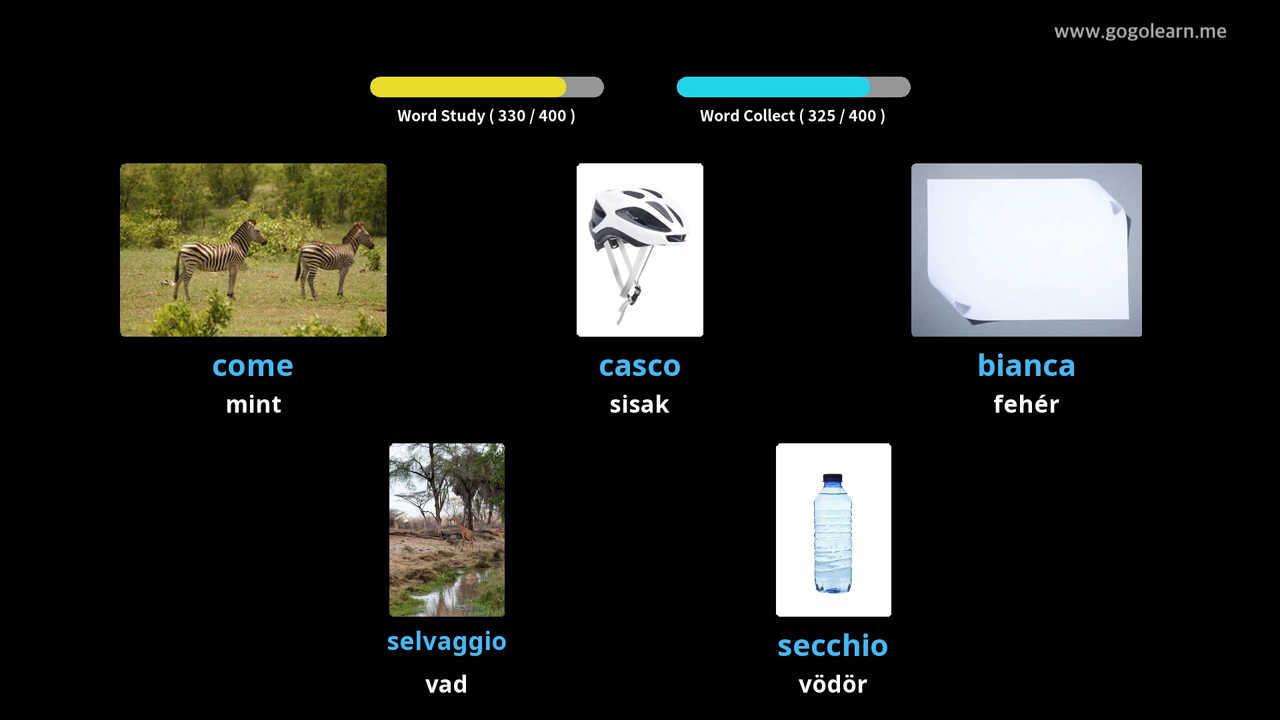 www.gogolearn.me
Word Study ( 330 / 400 )
Word Collect ( 325 / 400 )
come
casco
bianca
mint
sisak
fehér
selvaggio
secchio
vad
vödör